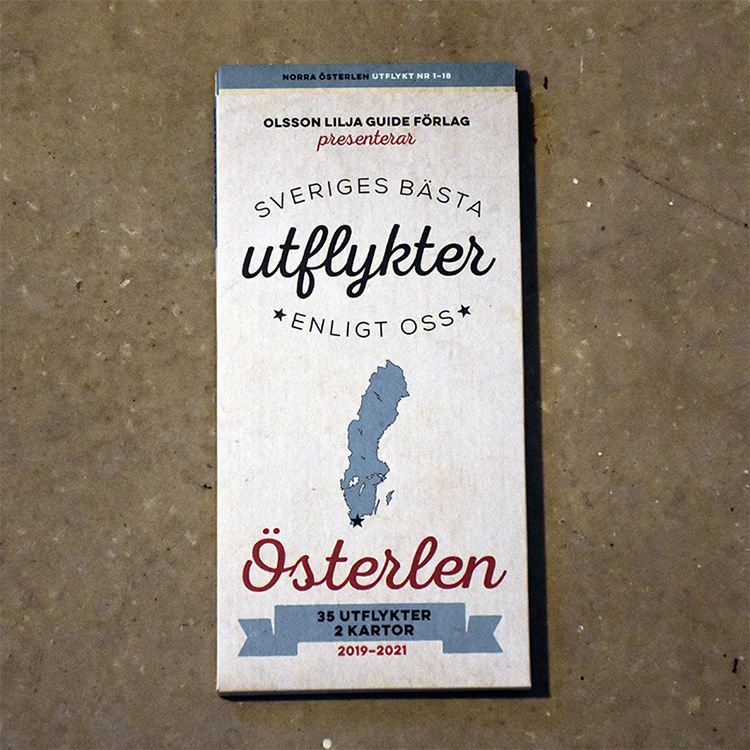 NORRA ÖSTERLEN UTFLYKT NR 1–18
OLSSON LILJA GUIDE FÖRLAG
presenterar
SVERIGES BÄSTA
utflykter
★ENLIGT OSS★
Österlen
35 UTFLYKTER
2 KARTOR
2019–2021